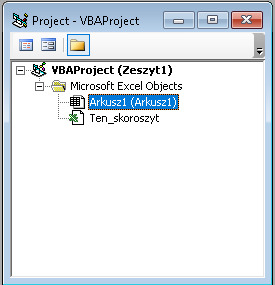 Project - VBAProject
VBAProject (Zeszyt1)
Microsoft Excel Objects
Arkusz1 (Arkusz1)
Ten_skoroszyt